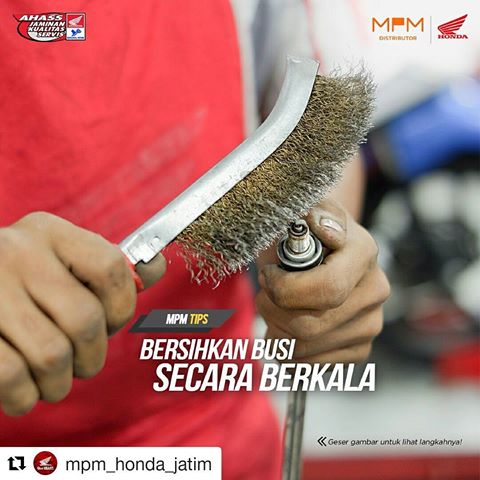 AHASS
JAMINAN
KUALITAS
SERVIS
MPM
DISTRIBUTOR
HONDA
MPM TIPS
BERSIHKAN BUSI
SECARA BERKALA
Geser gambar untuk lihat langkahnya!
mpm_honda_jatim